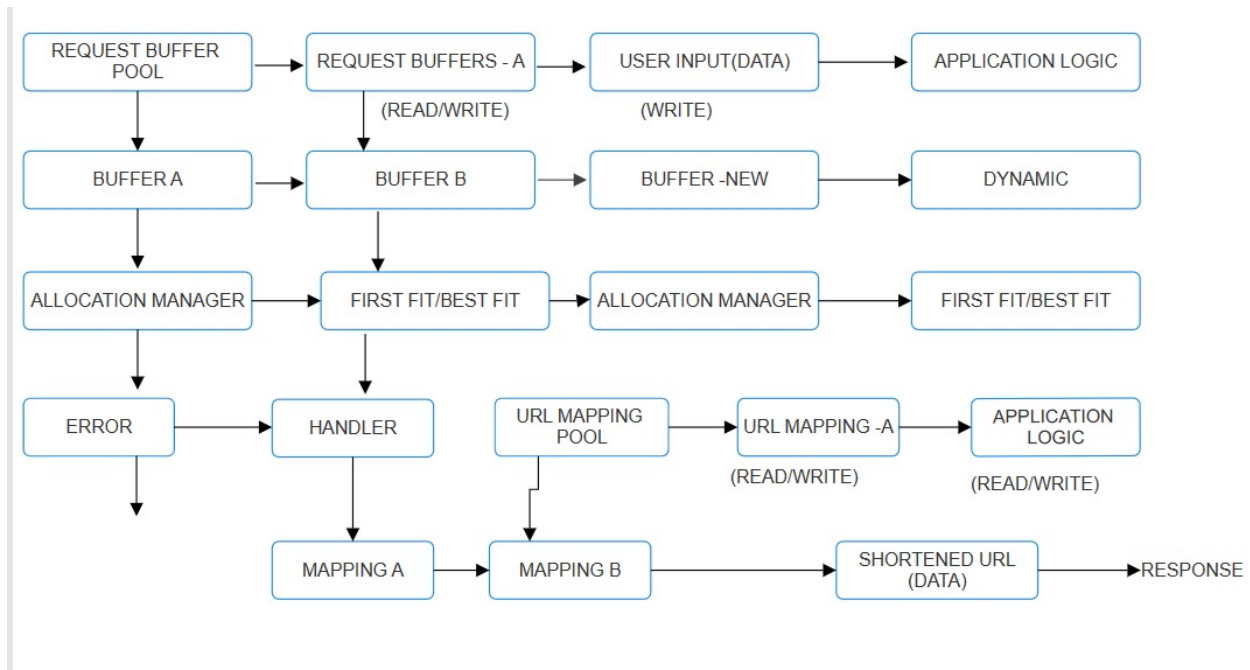 REQUEST BUFFER
POOL
REQUEST BUFFERS - A
USER INPUT(DATA)
APPLICATION LOGIC
(READ/WRITE)
(WRITE)
BUFFER A
BUFFER B
BUFFER -NEW
DYNAMIC
ALLOCATION MANAGER
FIRST FIT/BEST FIT
ALLOCATION MANAGER
FIRST FIT/BEST FIT
ERROR
HANDLER
URL MAPPING
POOL
URL MAPPING -A
APPLICATION
LOGIC
(READ/WRITE)
(READ/WRITE)
MAPPING A
MAPPING B
SHORTENED URL
(DATA)
RESPONSE